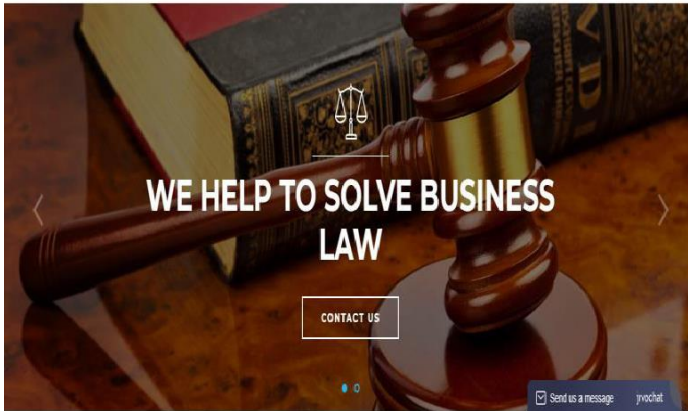 WE HELP TO SOLVE BUSINESS
LAW
CONTACT US
Send us a message jivochat